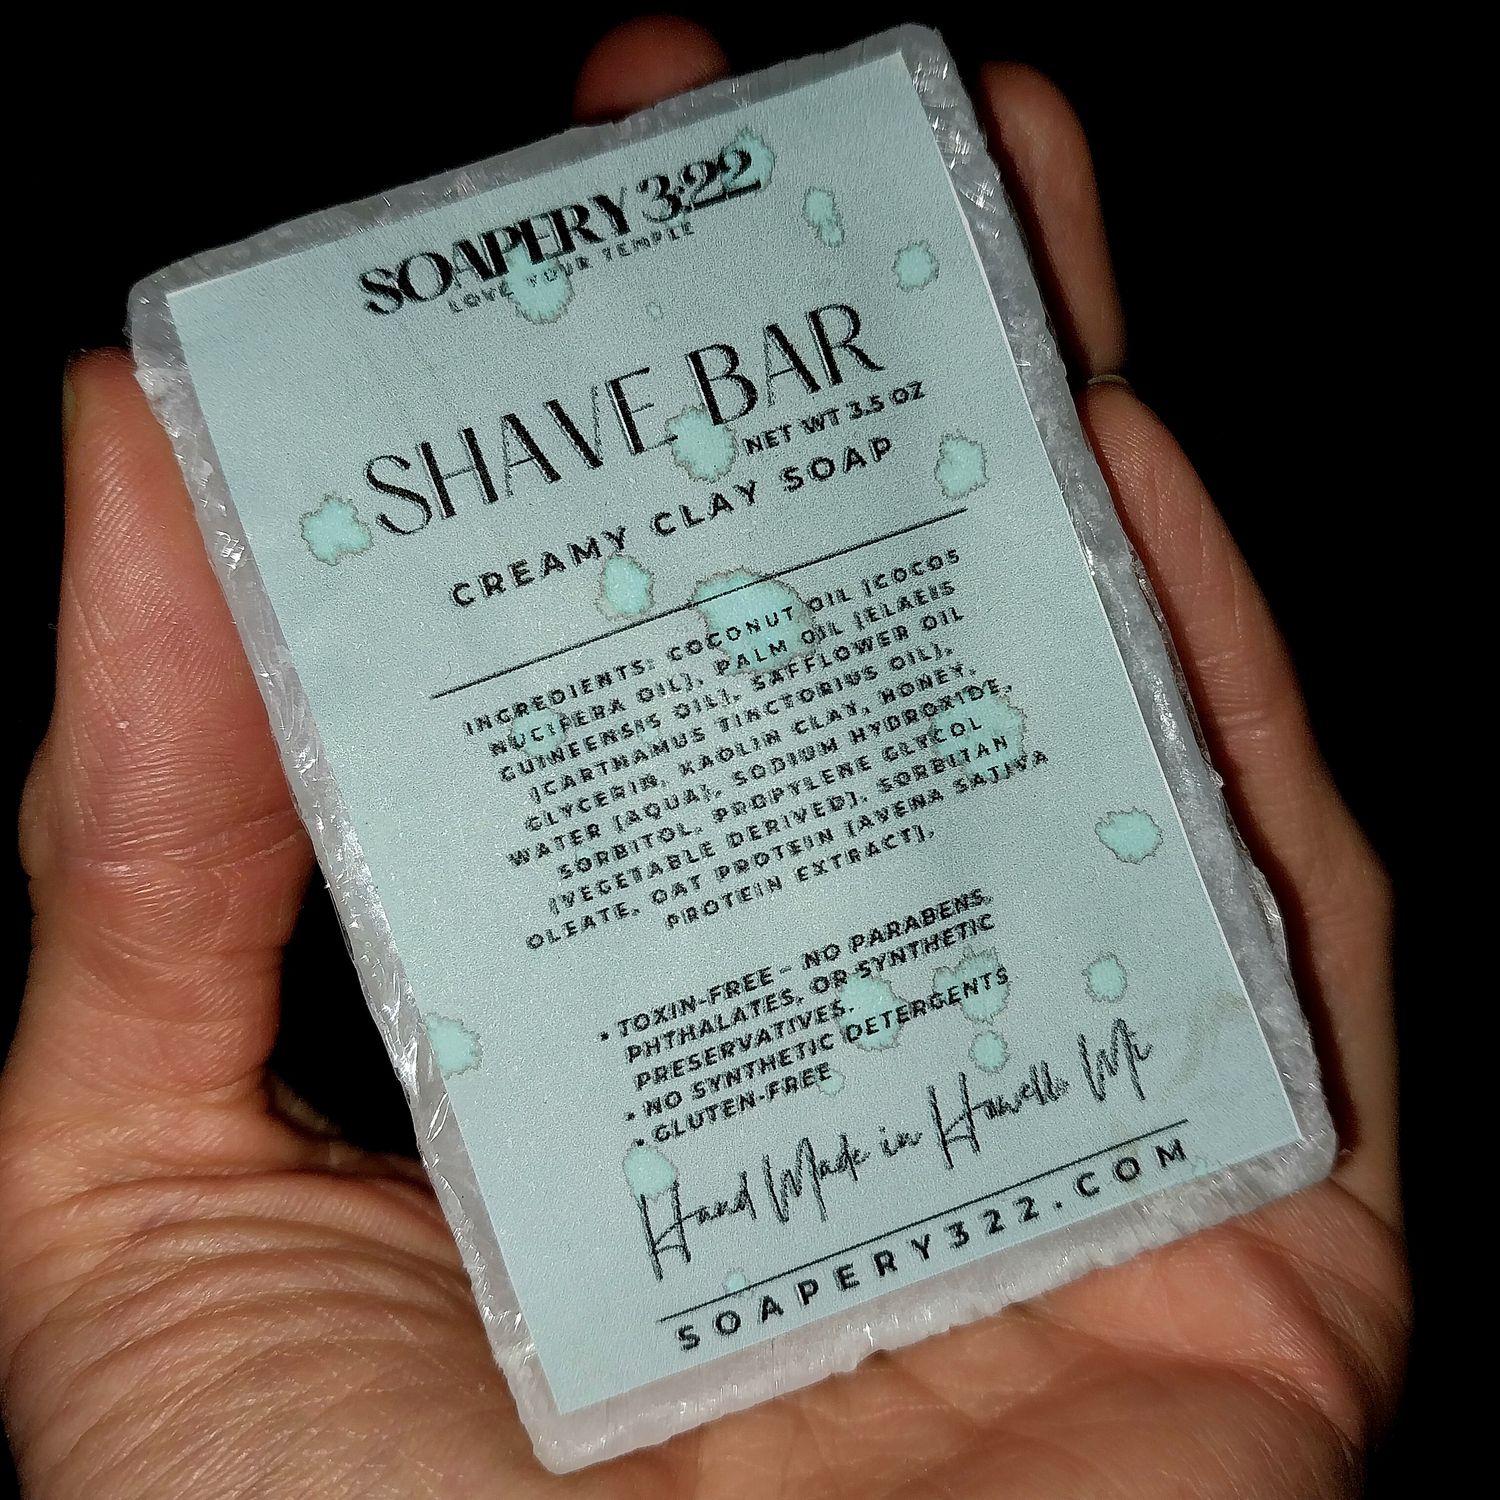 SOAPERY 3:22
LOVE YOUR TEMPLE
SHAVE BAR
NET WT 3.5 OZ
CREAMY CLAY SOAP
INGREDIENTS: COCONUT OIL [COCOS
NUCIFERA OIL], PALM OIL [ELAEIS
GUINEENSIS OIL], SAFFLOWER OIL
[CARTHAMUS TINCTORIUS OIL],
GLYCERIN, KAOLIN CLAY, HONEY,
WATER [AQUA], SODIUM HYDROXIDE,
SORBITOL, PROPYLENE GLYCOL
[VEGETABLE DERIVED], SORBITAN
OLEATE, OAT PROTEIN [AVENA SATIVA
PROTEIN EXTRACT],
• TOXIN-FREE - NO PARABENS,
PHTHALATES, OR SYNTHETIC
PRESERVATIVES.
• NO SYNTHETIC DETERGENTS
• GLUTEN-FREE
Hand Made in Howell, Mi
SOAPERY322.COM